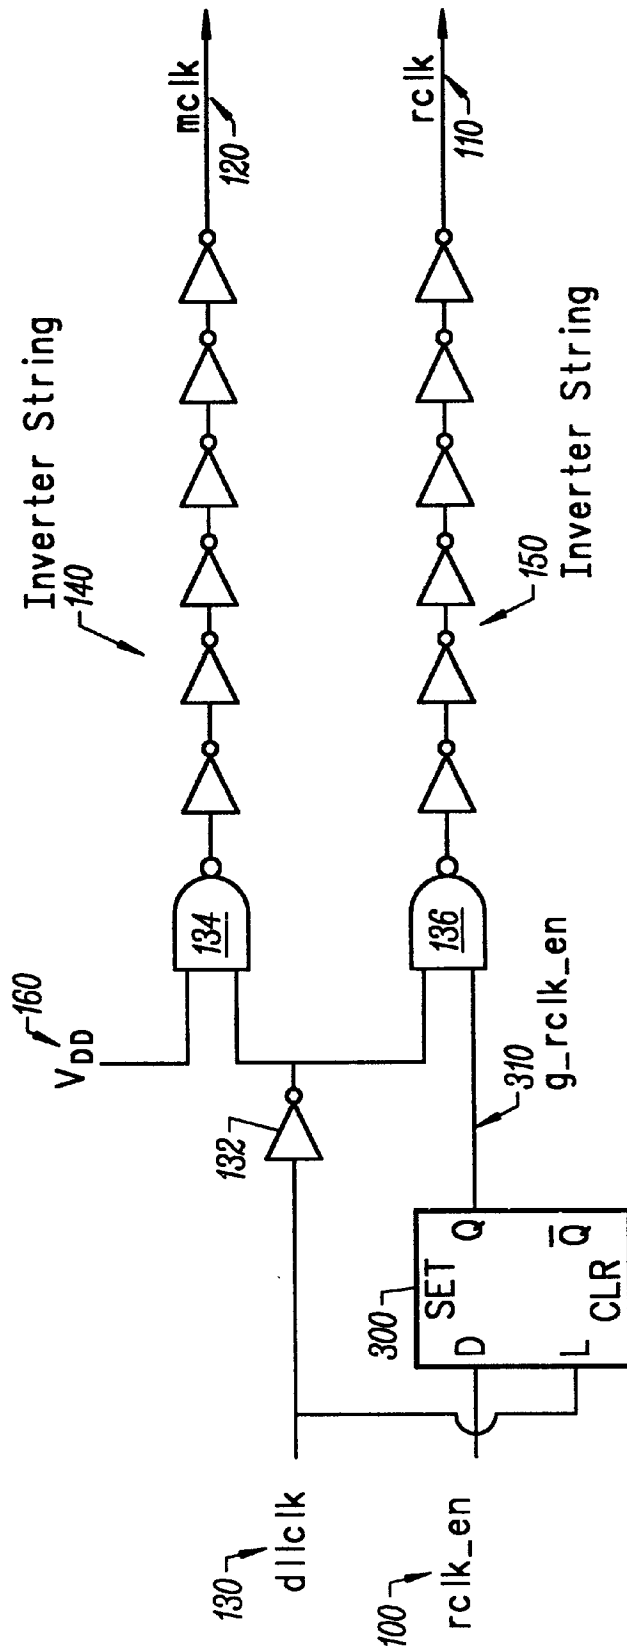 130
dllclk
100
rclk_en
300
SET
D
Q
L
Q̅
CLR
132
310
g_rclk_en
160
VDD
134
136
Inverter String
140
150
Inverter String
mclk
120
rclk
110